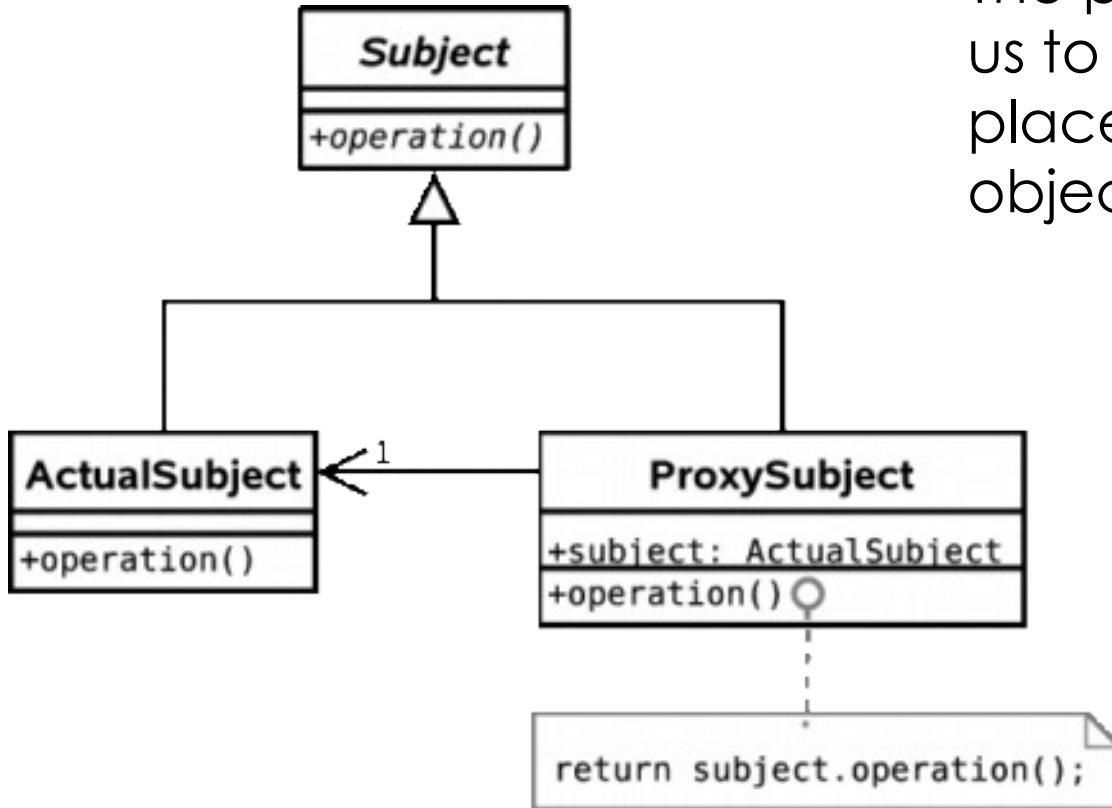 us to
place
objec
Subject
+operation()
ActualSubject
+operation()
1
ProxySubject
+subject: ActualSubject
+operation()
return subject.operation();